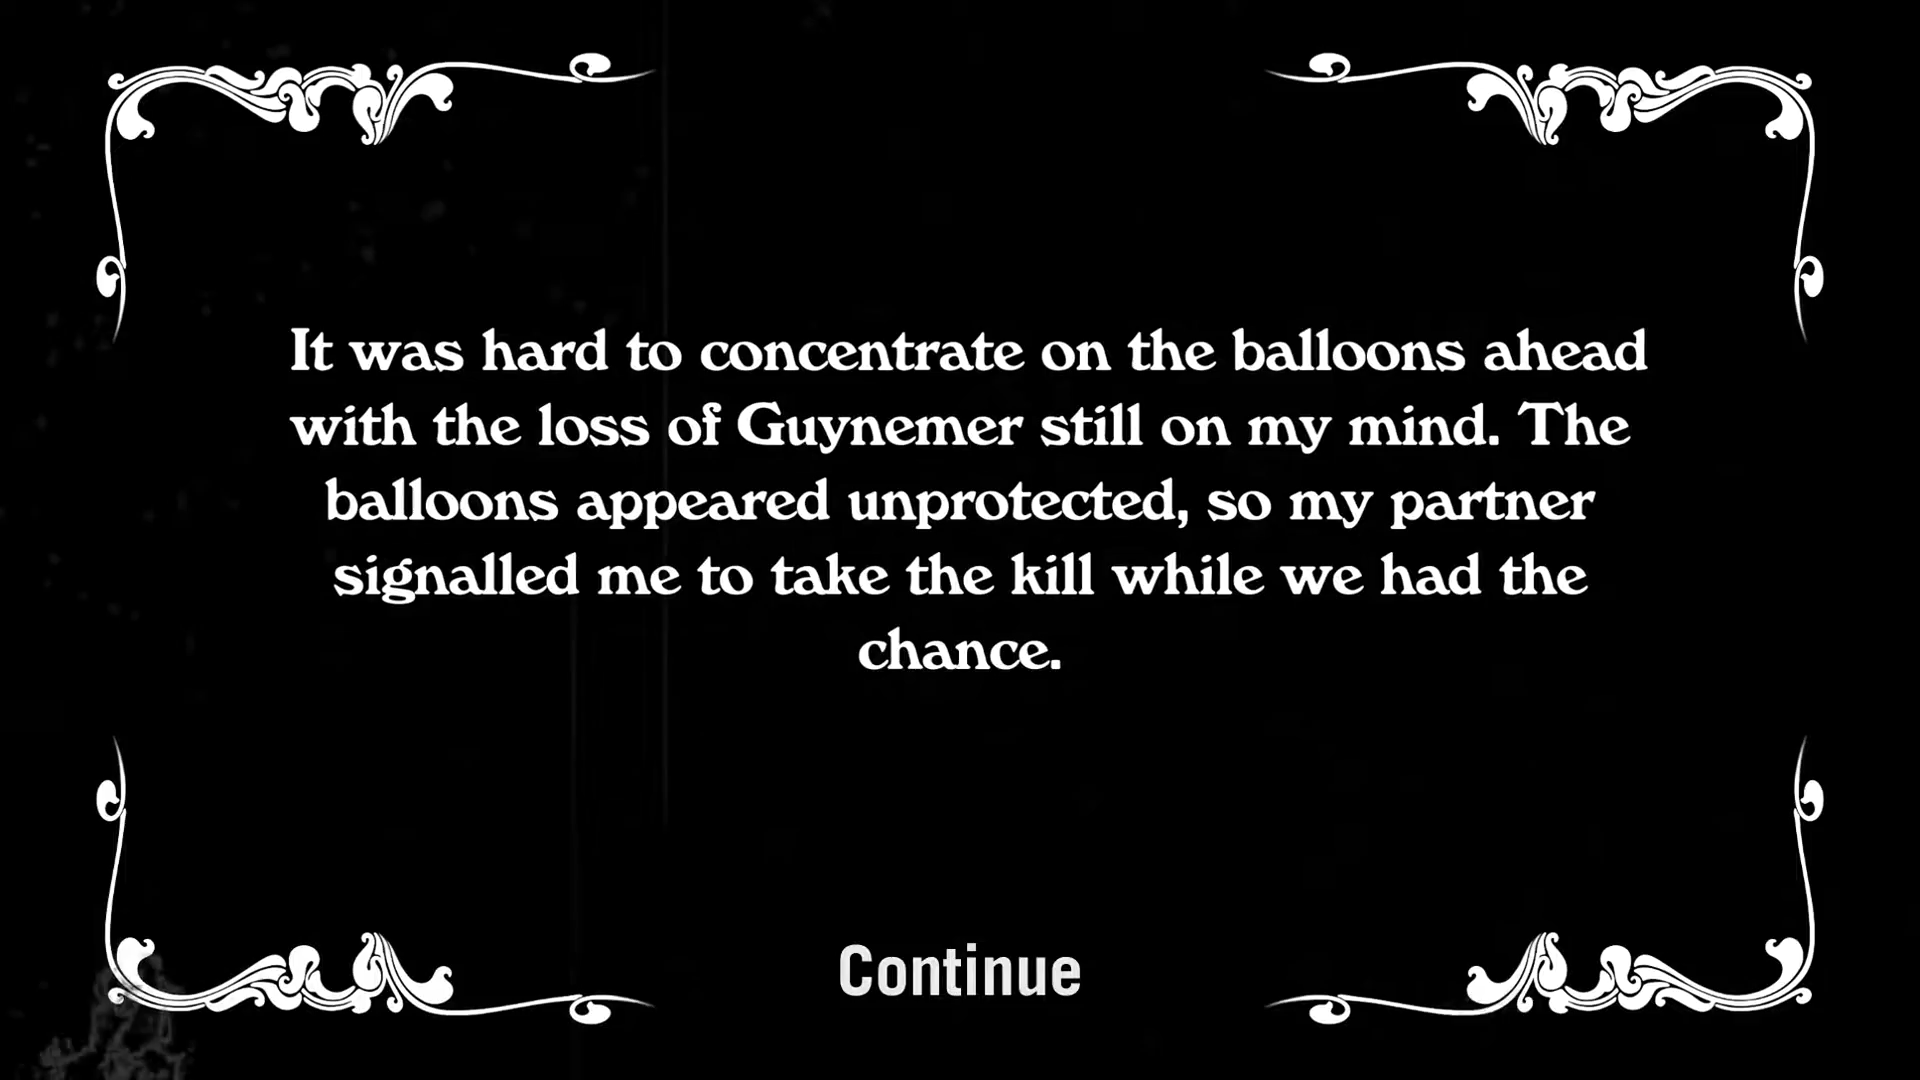 It was hard to concentrate on the balloons ahead
with the loss of Guynemer still on my mind. The
balloons appeared unprotected, so my partner
signalled me to take the kill while we had the
chance.
Continue